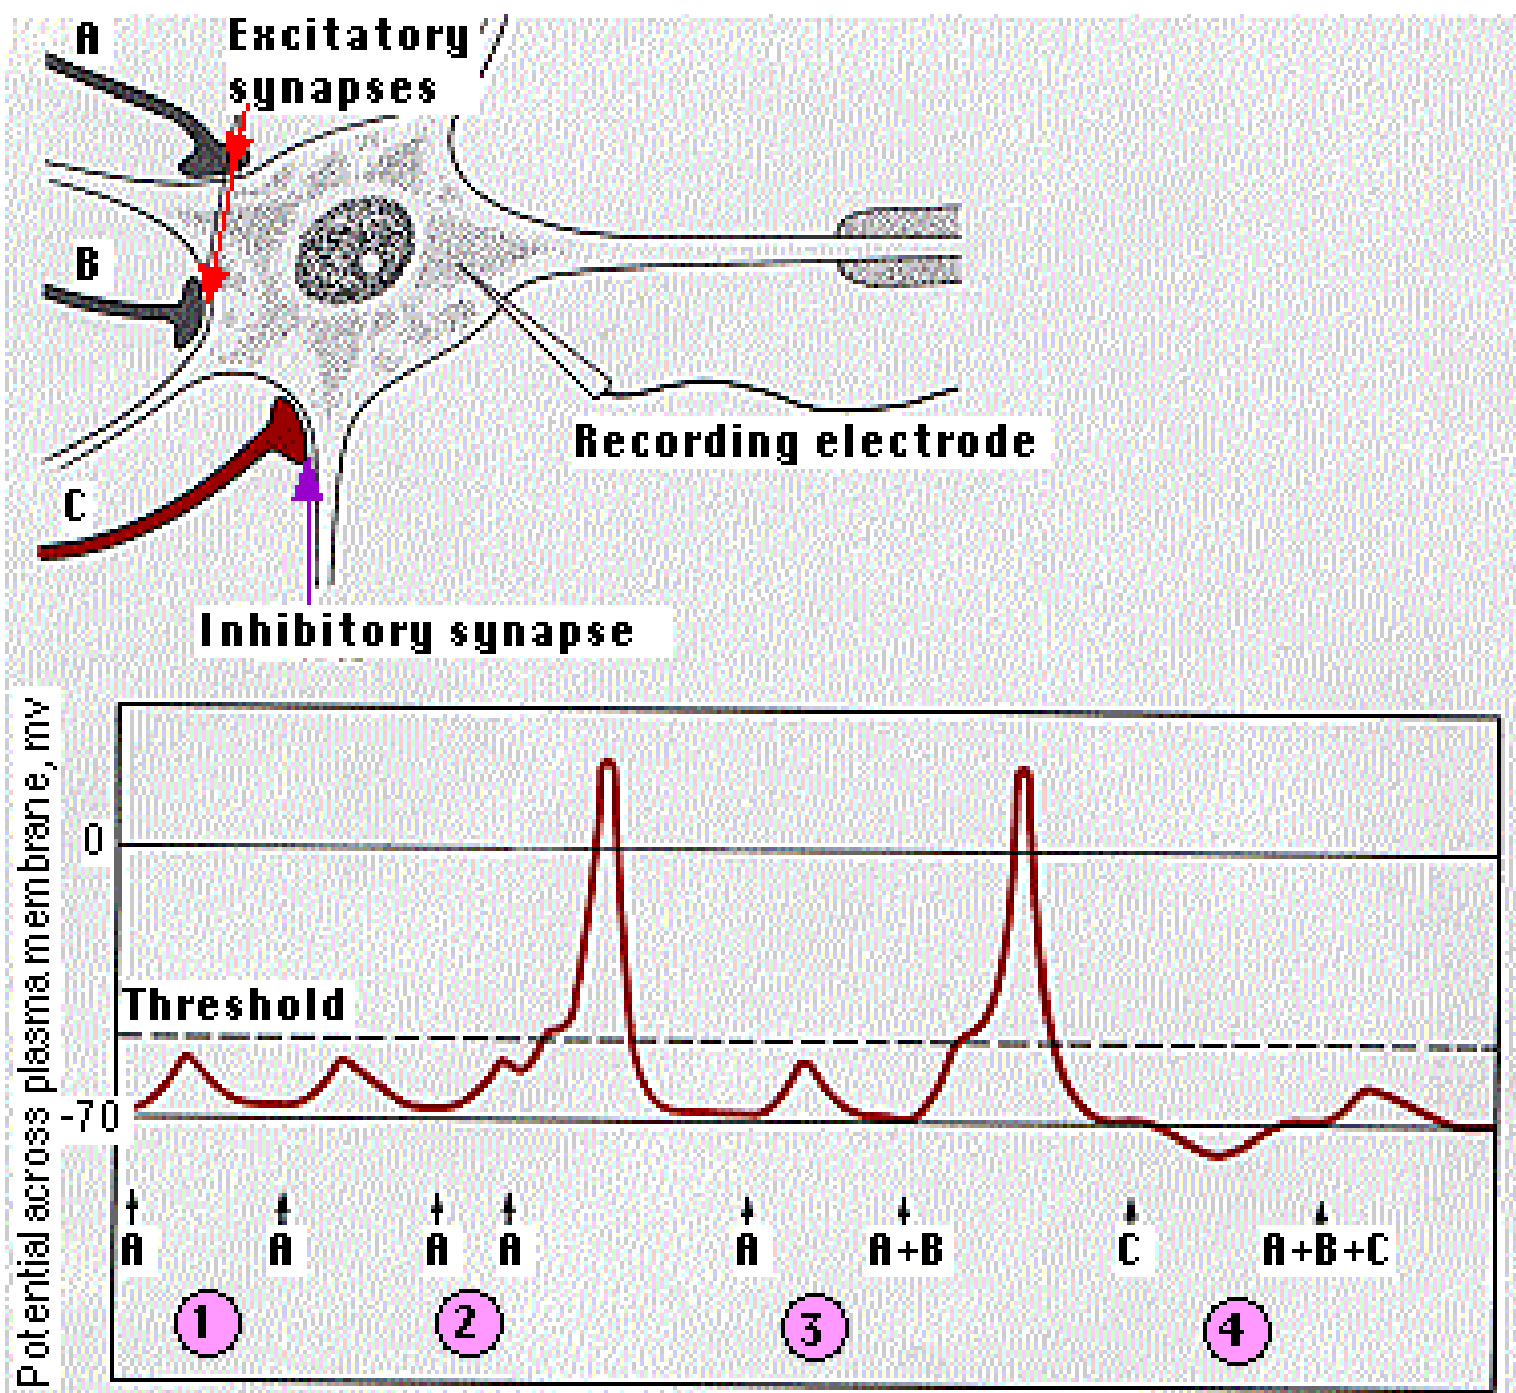 A
Excitatory
synapses
B
Recording electrode
C
Inhibitory synapse
Potential across plasma membrane, mv
0
Threshold
-70
A A A A A A+B C A+B+C
1 2 3 4